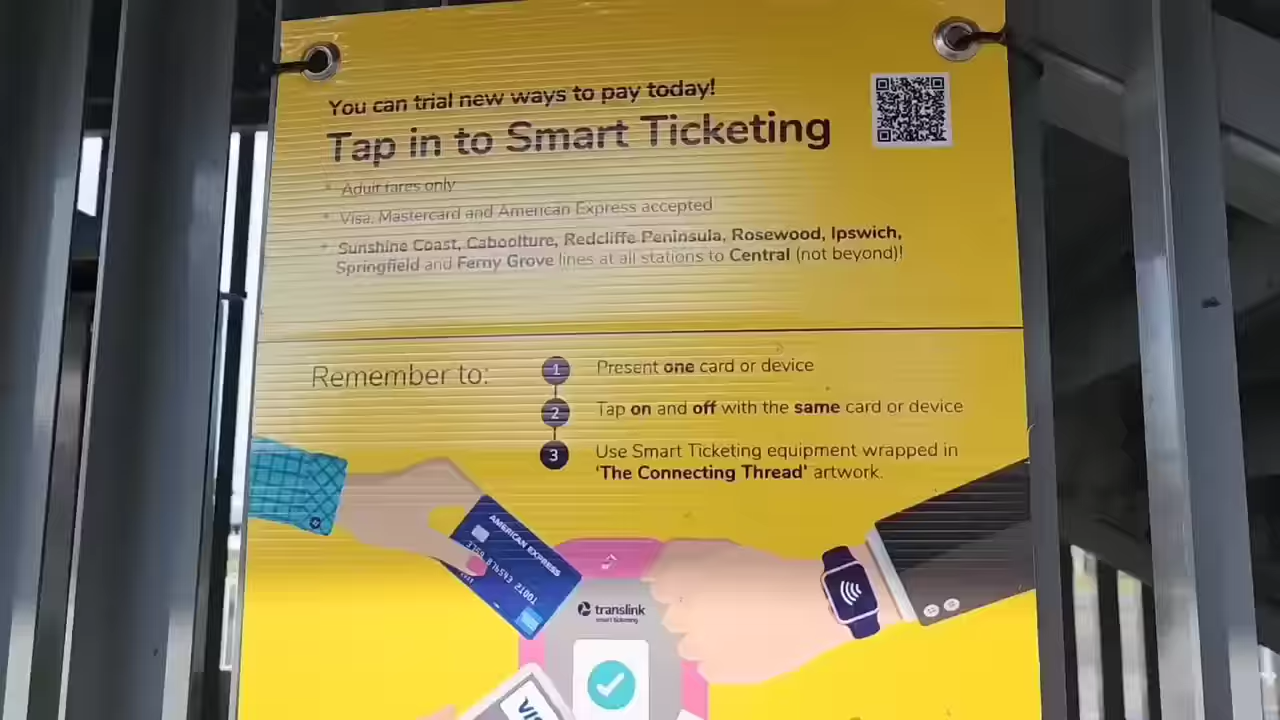 You can trial new ways to pay today!
Tap in to Smart Ticketing
* Adult fares only
* Visa, Mastercard and American Express accepted
* Sunshine Coast, Caboolture, Redcliffe Peninsula, Rosewood, Ipswich,
Springfield and Ferny Grove lines at all stations to Central (not beyond)!
Remember to:
1 Present one card or device
2 Tap on and off with the same card or device
3 Use Smart Ticketing equipment wrapped in
'The Connecting Thread' artwork.
AMERICAN EXPRESS
translink
smart ticketing